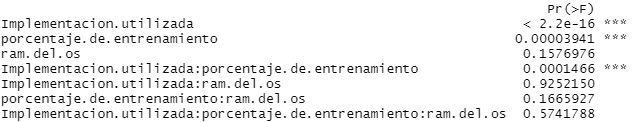 Pr(>F)
Implementacion.utilizada < 2.2e-16 ***
porcentaje.de.entrenamiento 0.00003941 ***
ram.del.os 0.1576976
Implementacion.utilizada:porcentaje.de.entrenamiento 0.0001466 ***
Implementacion.utilizada:ram.del.os 0.9252150
porcentaje.de.entrenamiento:ram.del.os 0.1665927
Implementacion.utilizada:porcentaje.de.entrenamiento:ram.del.os 0.5741788